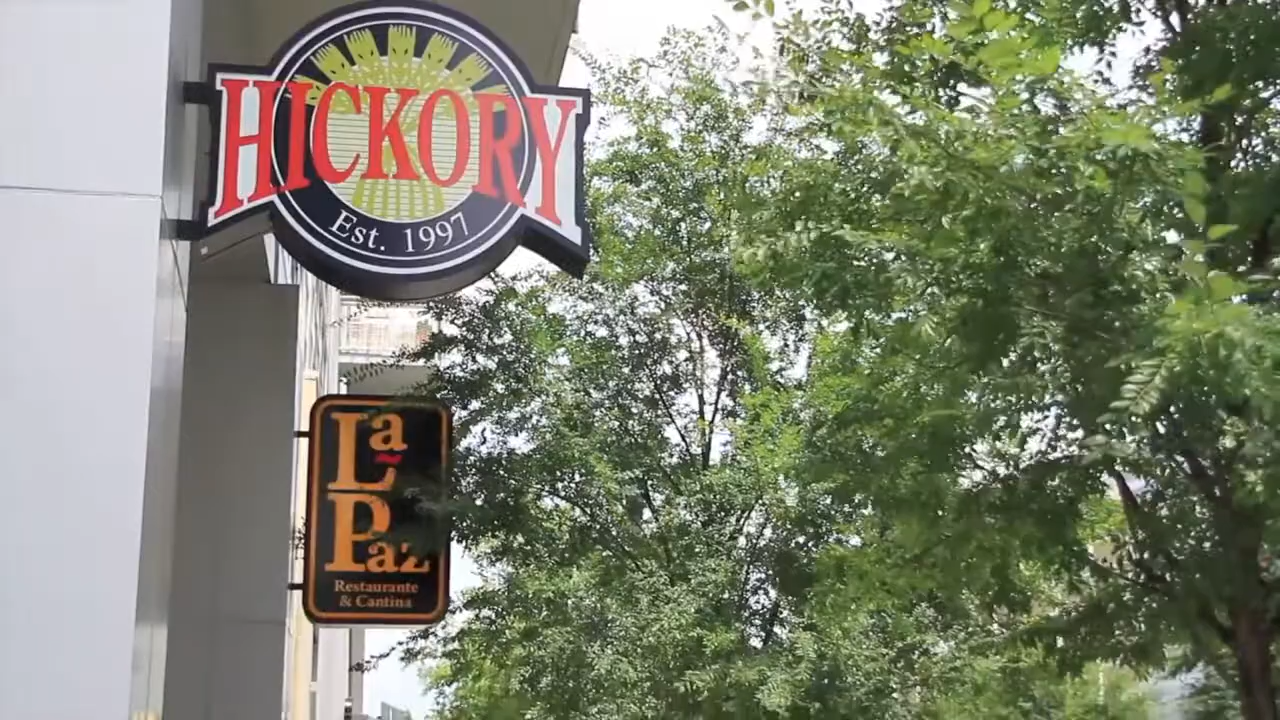 HICKORY
Est. 1997
La
Paz
Restaurante
& Cantina